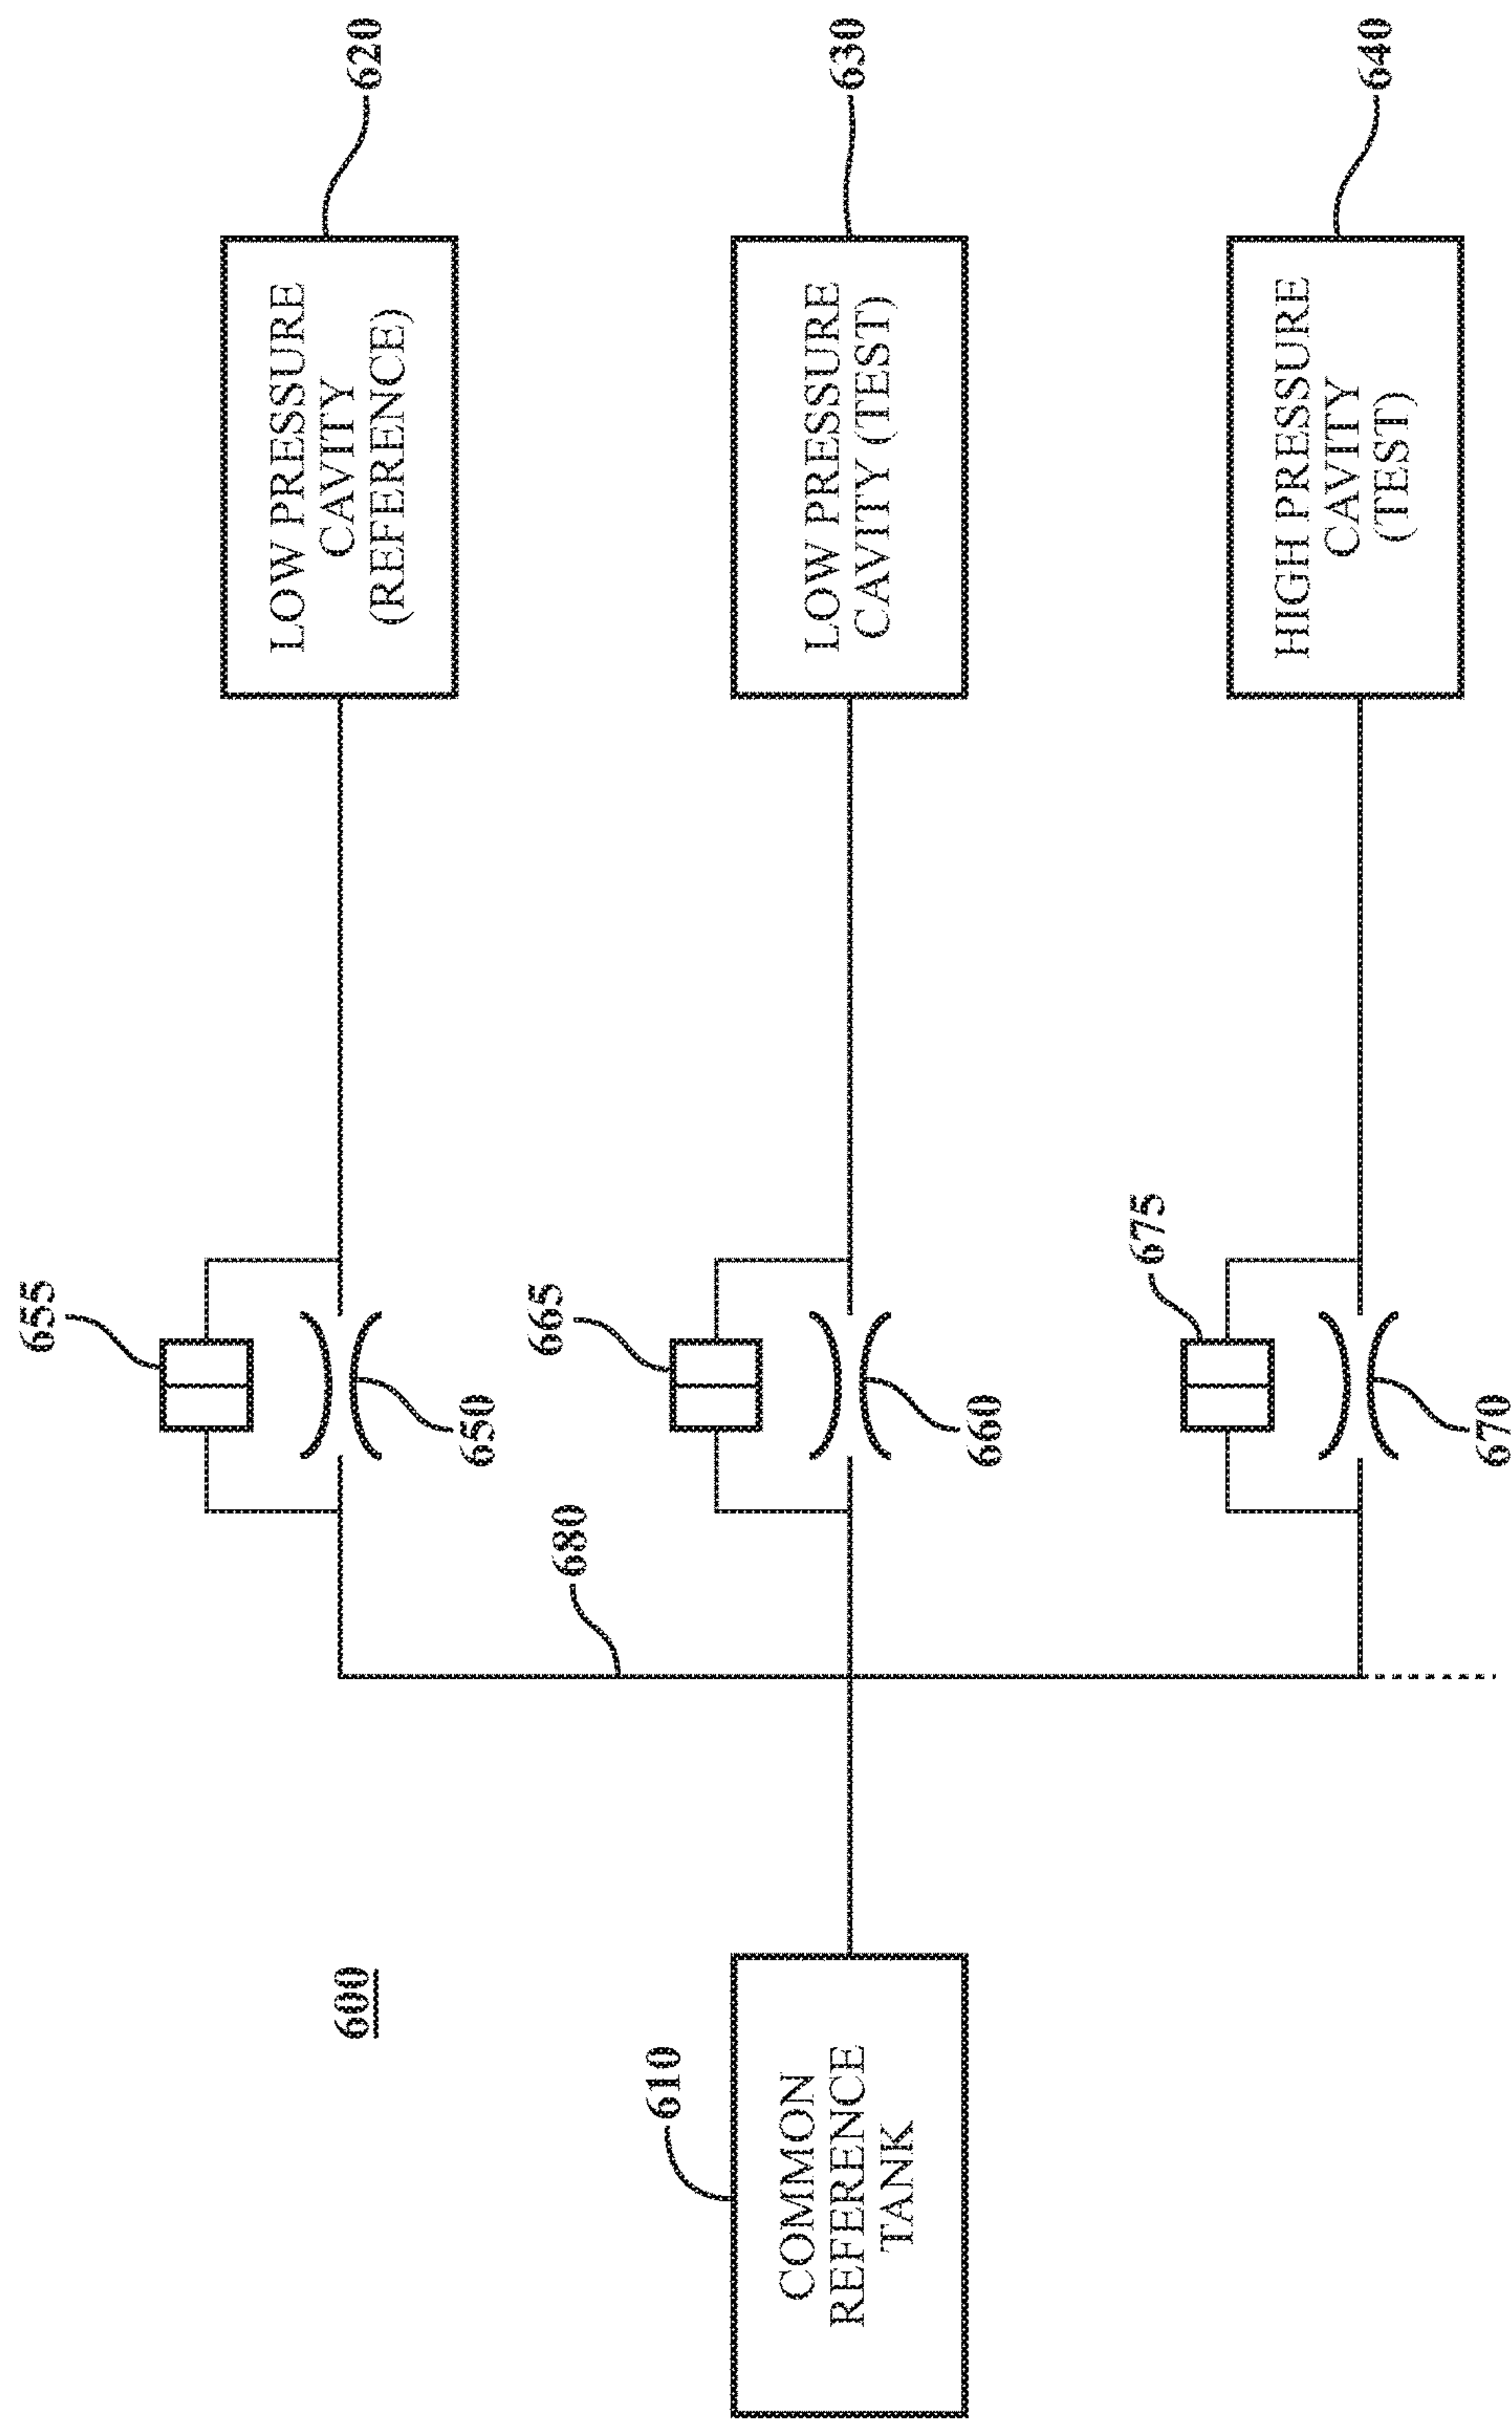 600
610
COMMON
REFERENCE
TANK
680
655
650
665
660
675
670
LOW PRESSURE
CAVITY
(REFERENCE)
620
LOW PRESSURE
CAVITY (TEST)
630
HIGH PRESSURE
CAVITY
(TEST)
640